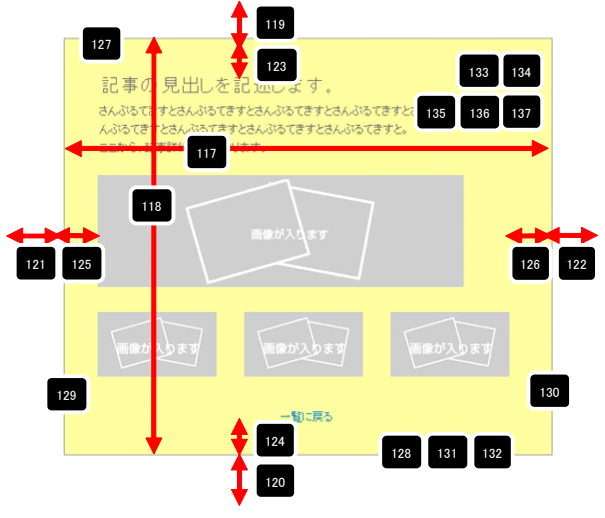 119
127
123
133 134
記事の見出しを記述します。
135 136 137
さんぷるてきすとさんぷるてきすとさんぷるてきすとさんぷるてきすとさ
んぷるてきすとさんぷるてきすとさんぷるてきすとさんぷるてきすと。
117
118
画像が入ります
121 125 126 122
画像が入ります 画像が入ります 画像が入ります
129 130
一覧に戻る
124
128 131 132
120